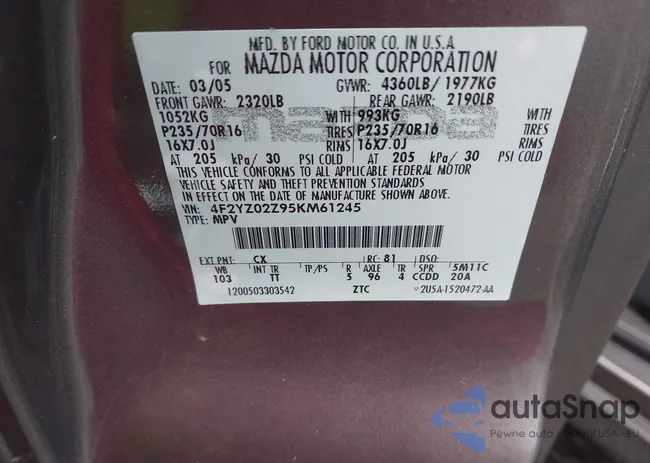 MFD. BY FORD MOTOR CO. IN U.S.A.
FOR MAZDA MOTOR CORPORATION
DATE: 03/05 GVWR: 4360LB/ 1977KG
FRONT GAWR: 2320LB REAR GAWR: 2190LB
1052KG WITH 993KG WITH
P235/70R16 TIRES P235/70R16 TIRES
16X7.0J RIMS 16X7.0J RIMS
AT 205 kPa/ 30 PSI COLD AT 205 kPa/ 30 PSI COLD
THIS VEHICLE CONFORMS TO ALL APPLICABLE FEDERAL MOTOR
VEHICLE SAFETY AND THEFT PREVENTION STANDARDS
IN EFFECT ON THE DATE OF MANUFACTURE SHOWN ABOVE.
VIN: 4F2YZ02Z95KM61245
TYPE: MPV
EXT PNT: CX RC: 81 DSO:
WB INT TR TP/PS R AXLE TR SPR 5M11C
103 TT 5 96 4 CCDD 20A
1200503303542 ZTC 2U5A-1520472-AA
mazda
autaSnap
Pewne auto z USA - EU